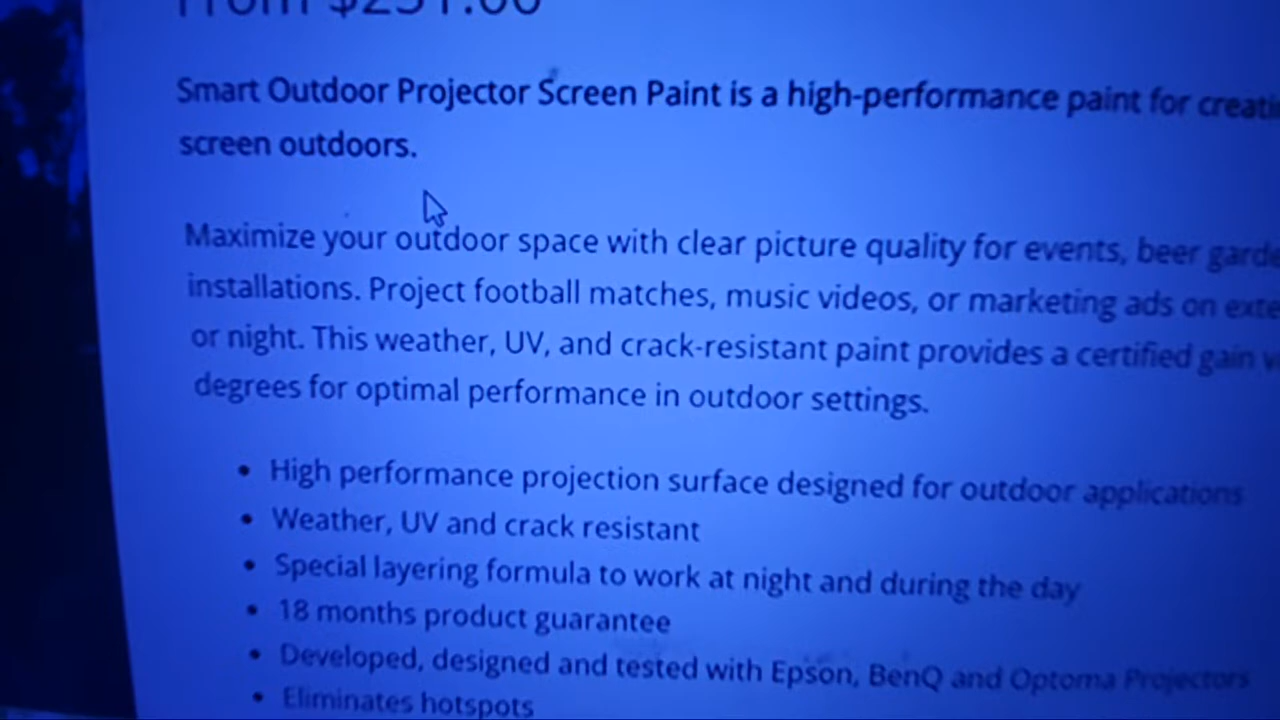 From $231.00
Smart Outdoor Projector Screen Paint is a high-performance paint for
screen outdoors.
Maximize your outdoor space with clear picture quality for events, beer
installations. Project football matches, music videos, or marketing ads on
or night. This weather, UV, and crack-resistant paint provides a certified gain
degrees for optimal performance in outdoor settings.
• High performance projection surface designed for outdoor applications
• Weather, UV and crack resistant
• Special layering formula to work at night and during the day
• 18 months product guarantee
• Developed, designed and tested with Epson, BenQ and Optoma Projectors
• Eliminates hotspots